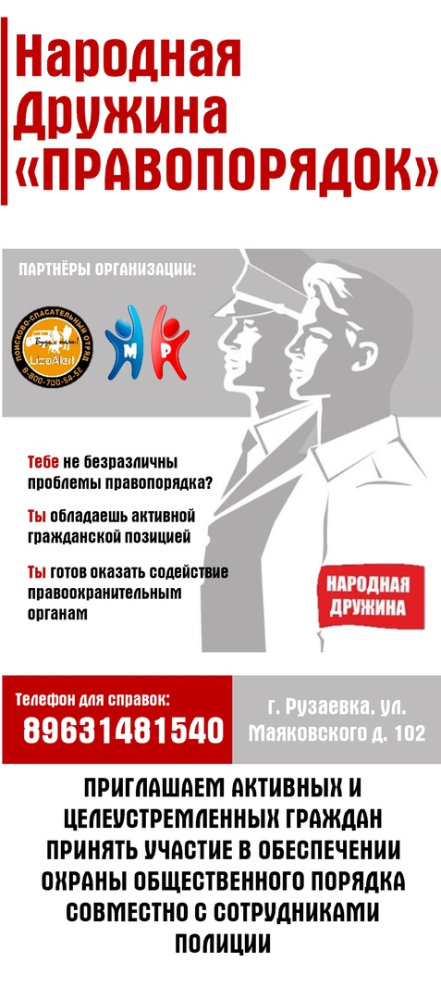 Народная
Дружина
«ПРАВОПОРЯДОК»
ПАРТНЁРЫ ОРГАНИЗАЦИИ:
ПОИСКОВО-СПАСАТЕЛЬНЫЙ ОТРЯД
Будь с нами!
LizaAlert
8-800-700-54-52
М Р
Тебе не безразличны
проблемы правопорядка?
Ты обладаешь активной
гражданской позицией
Ты готов оказать содействие
правоохранительным
органам
НАРОДНАЯ
ДРУЖИНА
Телефон для справок:
89631481540
г. Рузаевка, ул.
Маяковского д. 102
ПРИГЛАШАЕМ АКТИВНЫХ И
ЦЕЛЕУСТРЕМЛЕННЫХ ГРАЖДАН
ПРИНЯТЬ УЧАСТИЕ В ОБЕСПЕЧЕНИИ
ОХРАНЫ ОБЩЕСТВЕННОГО ПОРЯДКА
СОВМЕСТНО С СОТРУДНИКАМИ
ПОЛИЦИИ